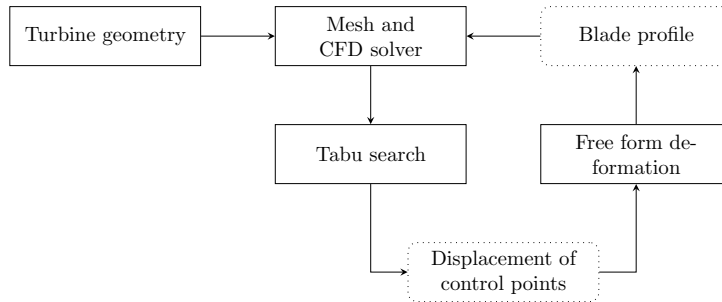 Turbine geometry
Mesh and
CFD solver
Blade profile
Tabu search
Free form de-
formation
Displacement of
control points